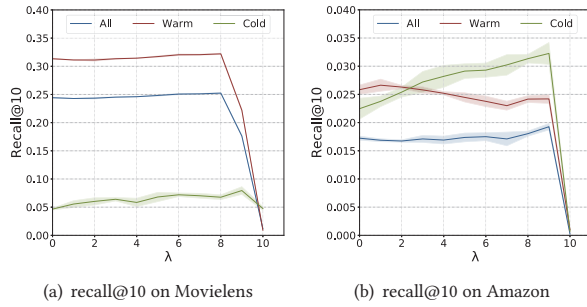 All Warm Cold
All Warm Cold
Recall@10
0.40
0.35
0.30
0.25
0.20
0.15
0.10
0.05
0.00
0 2 4 6 8 10
λ
Recall@10
0.040
0.035
0.030
0.025
0.020
0.015
0.010
0.005
0.000
0 2 4 6 8 10
λ
(a) recall@10 on Movielens
(b) recall@10 on Amazon